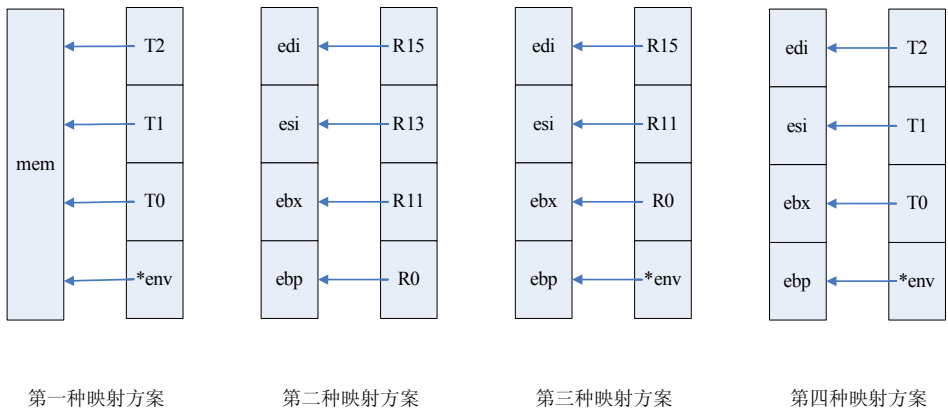 T2
T1
mem
T0
*env
第一种映射方案
edi R15
esi R13
ebx R11
ebp R0
第二种映射方案
edi R15
esi R11
ebx R0
ebp *env
第三种映射方案
edi T2
esi T1
ebx T0
ebp *env
第四种映射方案